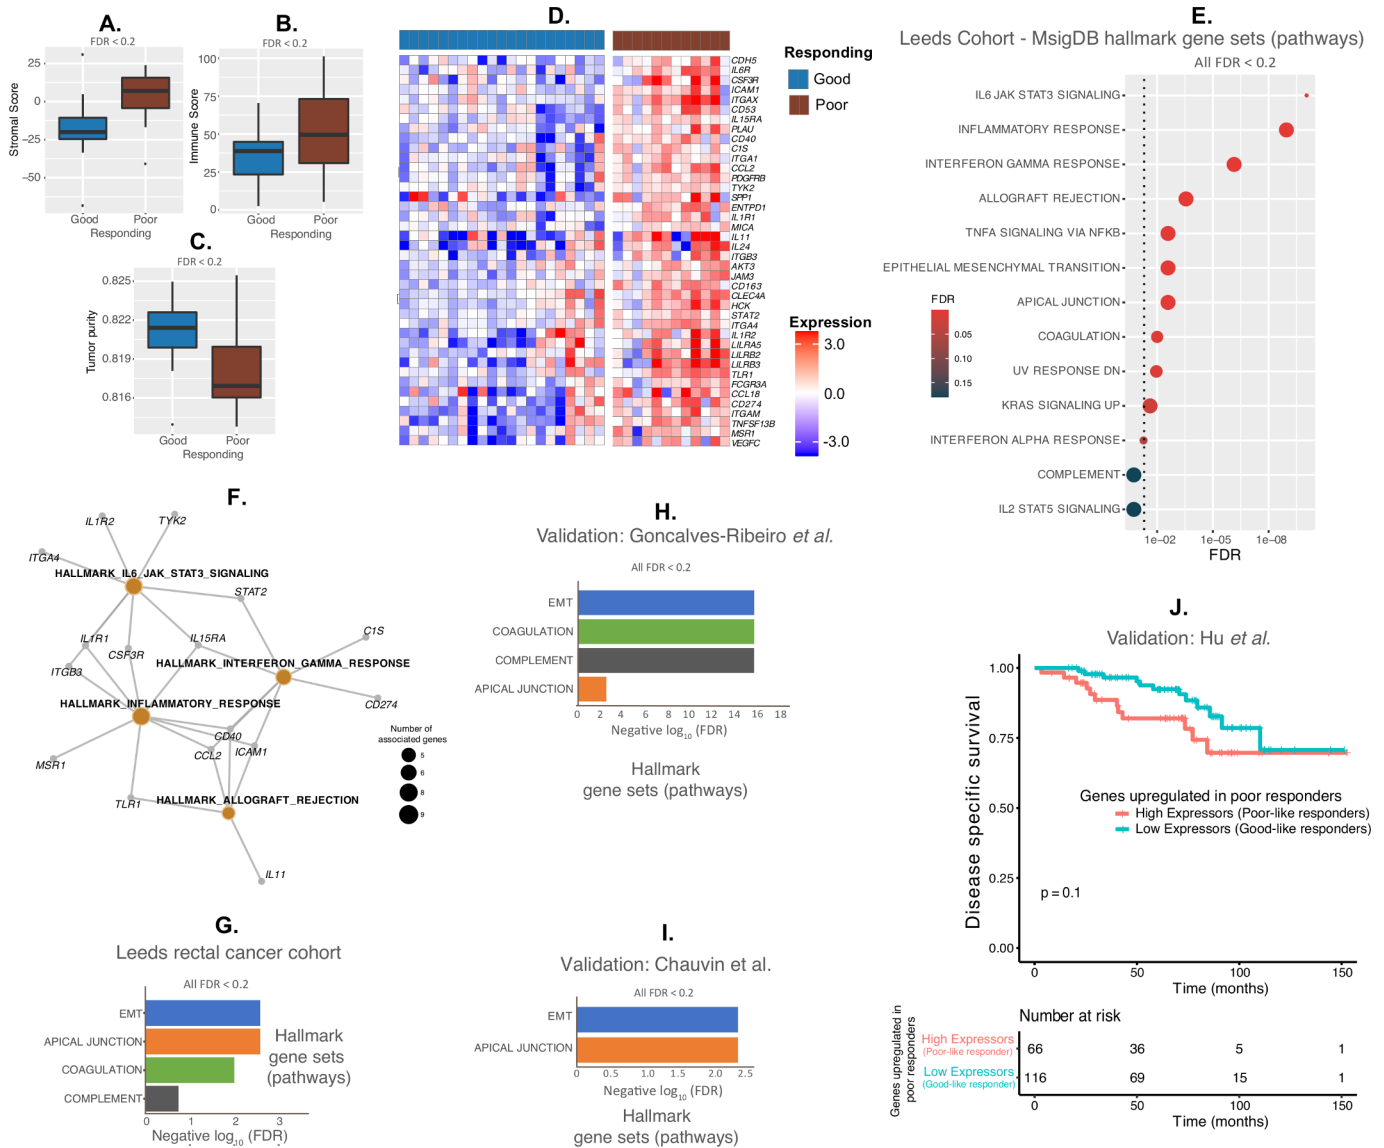 A.
FDR < 0.2
Stromal Score
25
0
−25
−50
Good
Poor
Responding
B.
FDR < 0.2
Immune Score
100
75
50
25
0
Good
Poor
Responding
C.
FDR < 0.2
Tumor purity
0.825
0.822
0.819
0.816
Good
Poor
Responding
D.
CDH5
IL6R
CSF3R
ICAM1
ITGAX
CD53
IL15RA
PLAU
CD40
C1S
ITGA1
CCL2
PDGFRB
TYK2
SPP1
ENTPD1
IL1R1
MICA
IL11
IL24
ITGB3
AKT3
JAM3
CD163
CLEC4A
HCK
STAT2
ITGA4
IL1R2
LILRA5
LILRB2
LILRB3
TLR1
FCGR3A
CCL18
CD274
ITGAM
TNFSF13B
MSR1
VEGFC
Responding
Good
Poor
Expression
3.0
0.0
-3.0
E.
Leeds Cohort - MsigDB hallmark gene sets (pathways)
All FDR < 0.2
IL6 JAK STAT3 SIGNALING
INFLAMMATORY RESPONSE
INTERFERON GAMMA RESPONSE
ALLOGRAFT REJECTION
TNFA SIGNALING VIA NFKB
EPITHELIAL MESENCHYMAL TRANSITION
APICAL JUNCTION
COAGULATION
UV RESPONSE DN
KRAS SIGNALING UP
INTERFERON ALPHA RESPONSE
COMPLEMENT
IL2 STAT5 SIGNALING
FDR
0.05
0.10
0.15
1e−02
1e−05
1e−08
FDR
F.
IL1R2
TYK2
ITGA4
HALLMARK_IL6_JAK_STAT3_SIGNALING
STAT2
IL1R1
IL15RA
C1S
CSF3R
HALLMARK_INTERFERON_GAMMA_RESPONSE
ITGB3
HALLMARK_INFLAMMATORY_RESPONSE
CD274
CD40
CCL2
ICAM1
MSR1
HALLMARK_ALLOGRAFT_REJECTION
TLR1
IL11
Number of
associated genes
5
6
8
9
G.
Leeds rectal cancer cohort
All FDR < 0.2
EMT
APICAL JUNCTION
COAGULATION
COMPLEMENT
Hallmark
gene sets
(pathways)
0
1
2
3
Negative log10 (FDR)
H.
Validation: Goncalves-Ribeiro et al.
All FDR < 0.2
EMT
COAGULATION
COMPLEMENT
APICAL JUNCTION
0 2 4 6 8 10 12 14 16 18
Negative log10 (FDR)
Hallmark
gene sets (pathways)
I.
Validation: Chauvin et al.
All FDR < 0.2
EMT
APICAL JUNCTION
0 0.5 1.0 1.5 2.0 2.5
Negative log10 (FDR)
Hallmark
gene sets (pathways)
J.
Validation: Hu et al.
Disease specific survival
1.00
0.75
0.50
0.25
0.00
Genes upregulated in poor responders
High Expressors (Poor-like responders)
Low Expressors (Good-like responders)
p = 0.1
0
50
100
150
Time (months)
Number at risk
Genes upregulated in
poor responders
High Expressors
(Poor-like responder)
66 36 5 1
Low Expressors
(Good-like responder)
116 69 15 1
0 50 100 150
Time (months)